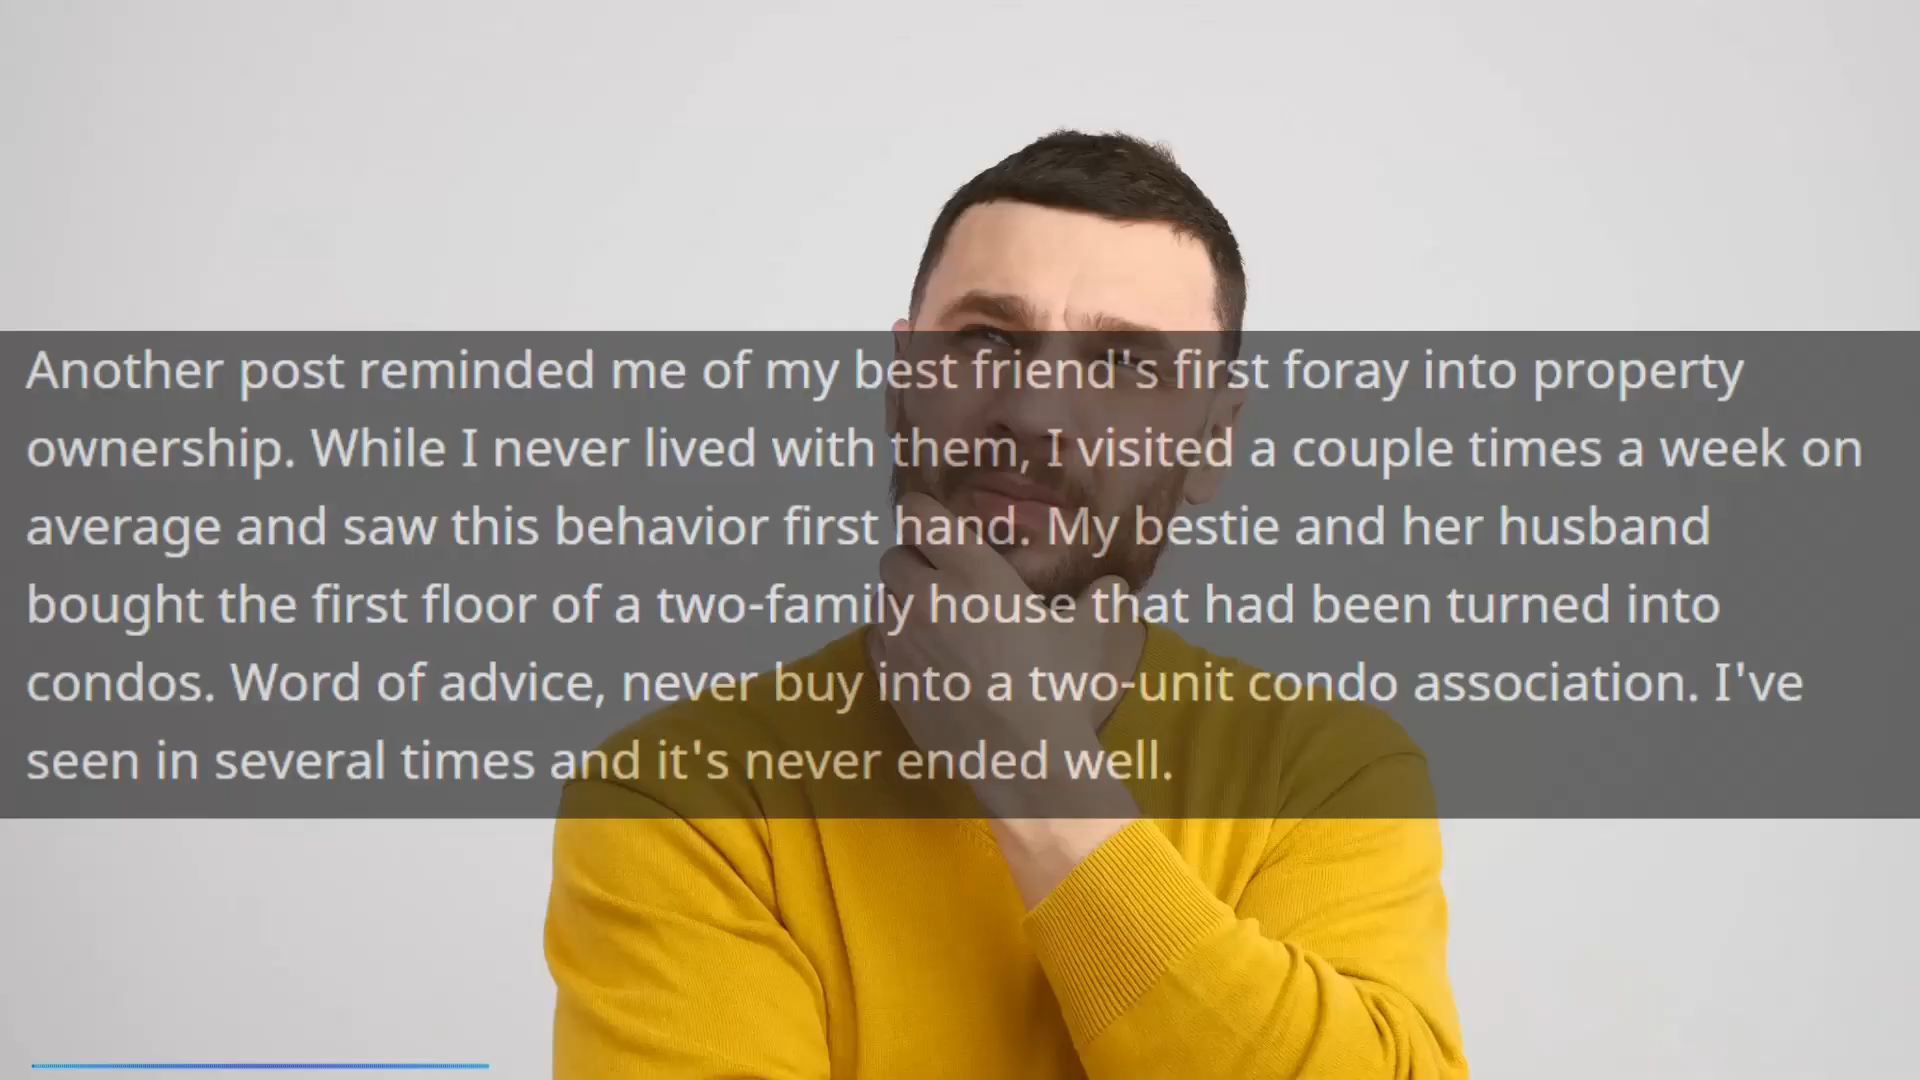 Another post reminded me of my best friend's first foray into property
ownership. While I never lived with them, I visited a couple times a week on
average and saw this behavior first hand. My bestie and her husband
bought the first floor of a two-family house that had been turned into
condos. Word of advice, never buy into a two-unit condo association. I've
seen in several times and it's never ended well.